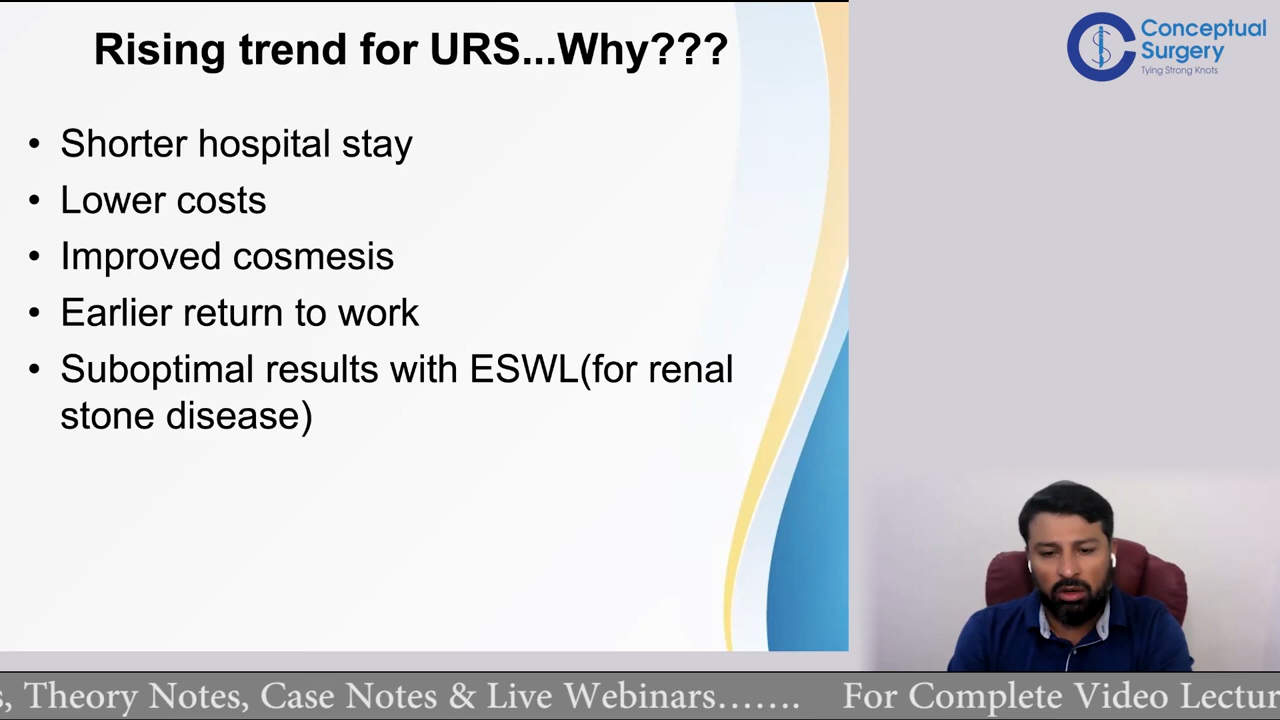 Rising trend for URS...Why???
• Shorter hospital stay
• Lower costs
• Improved cosmesis
• Earlier return to work
• Suboptimal results with ESWL(for renal
stone disease)
Conceptual
Surgery
Tying Strong Knots
Theory Notes, Case Notes & Live Webinars……. For Complete Video